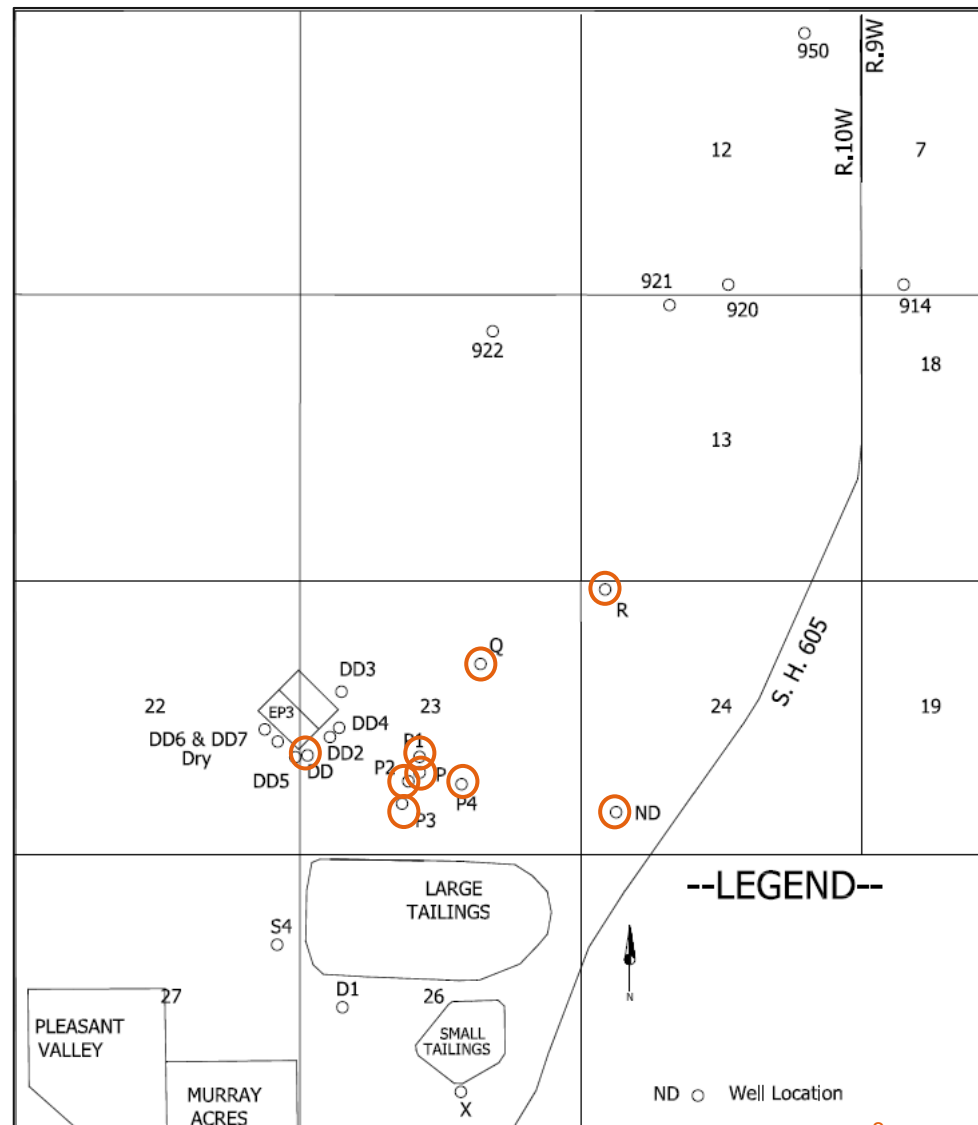 950
R.9W
R.10W
12
7
921
920
914
922
18
13
R
Q
S. H. 605
DD3
22
EP3
23
24
19
DD4
DD6 & DD7
Dry
DD2
P1
DD5
DD
P2
P
P4
P3
ND
--LEGEND--
LARGE
TAILINGS
S4
N
27
D1
26
PLEASANT
VALLEY
SMALL
TAILINGS
MURRAY
ACRES
X
ND Well Location